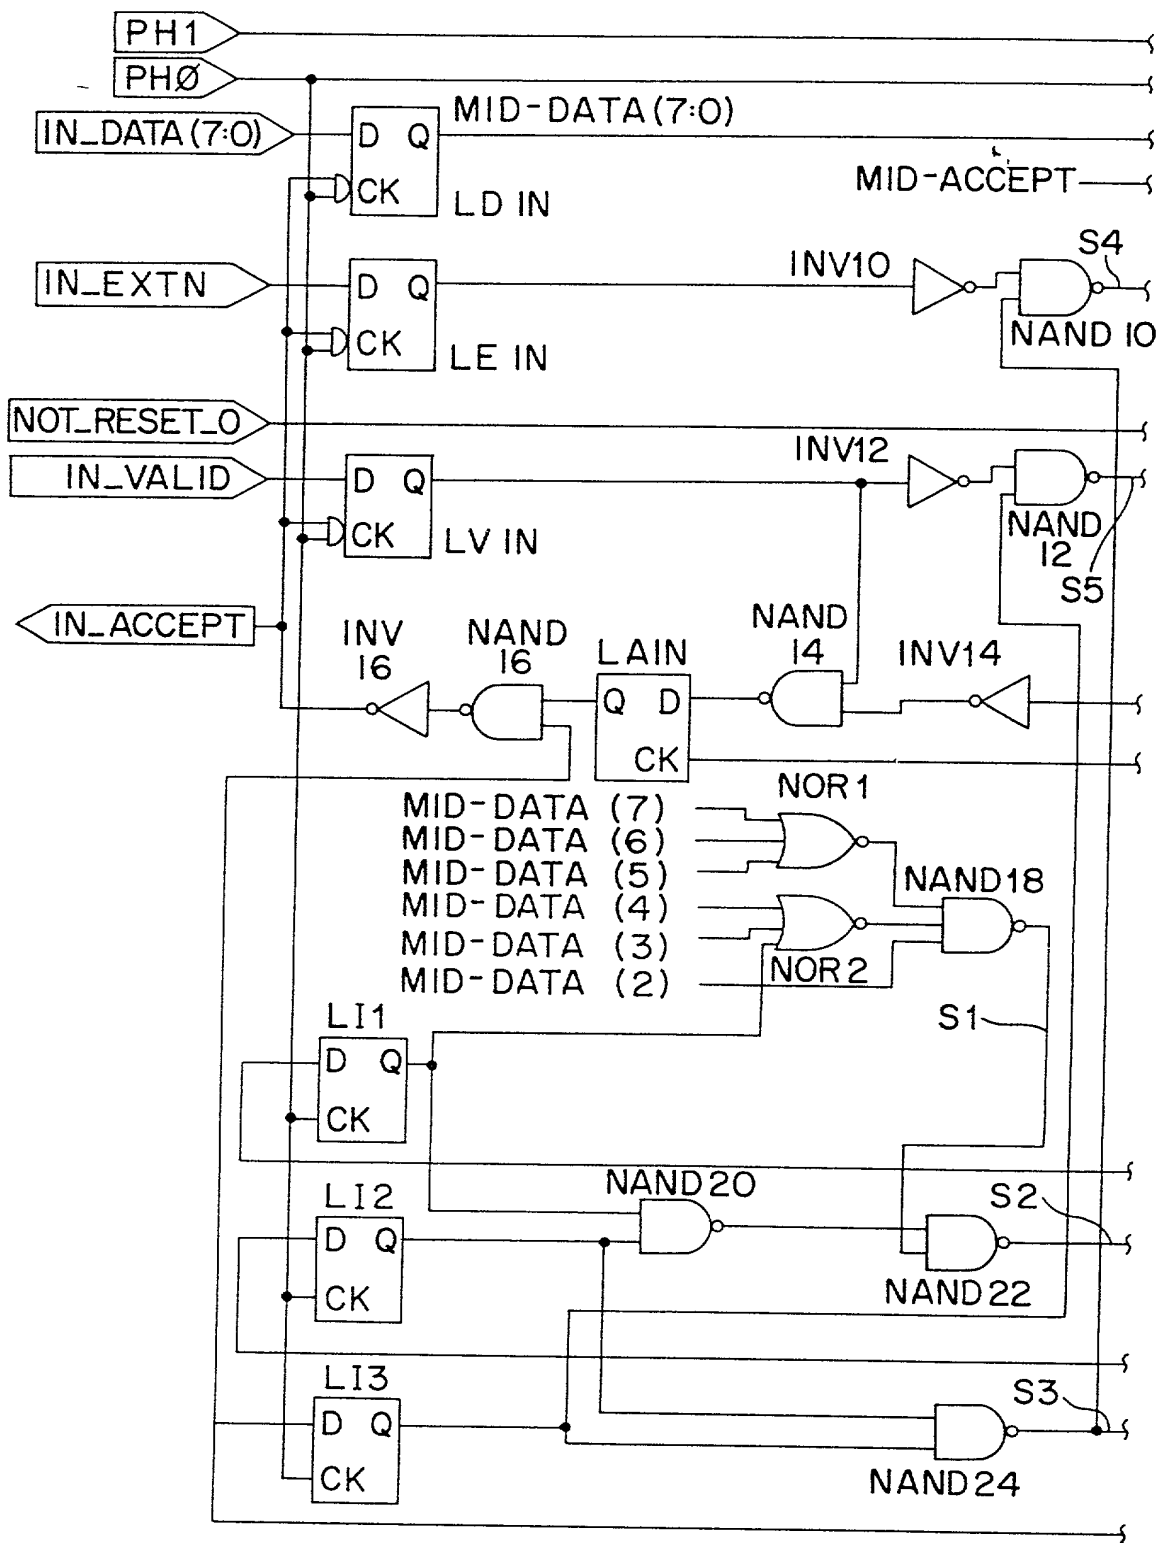 PH1
PHØ
IN_DATA(7:0)
D Q
MID-DATA(7:0)
CK
LD IN
MID-ACCEPT
IN_EXTN
D Q
CK
LE IN
INV10
S4
NAND 10
NOT_RESET_0
IN_VALID
D Q
CK
LV IN
INV12
NAND
12
S5
IN_ACCEPT
INV
16
NAND
16
LAIN
Q D
CK
NAND
14
INV14
MID-DATA (7)
MID-DATA (6)
MID-DATA (5)
MID-DATA (4)
MID-DATA (3)
MID-DATA (2)
NOR1
NAND18
NOR2
S1
LI1
D Q
CK
LI2
D Q
CK
NAND20
S2
NAND22
LI3
D Q
CK
S3
NAND24